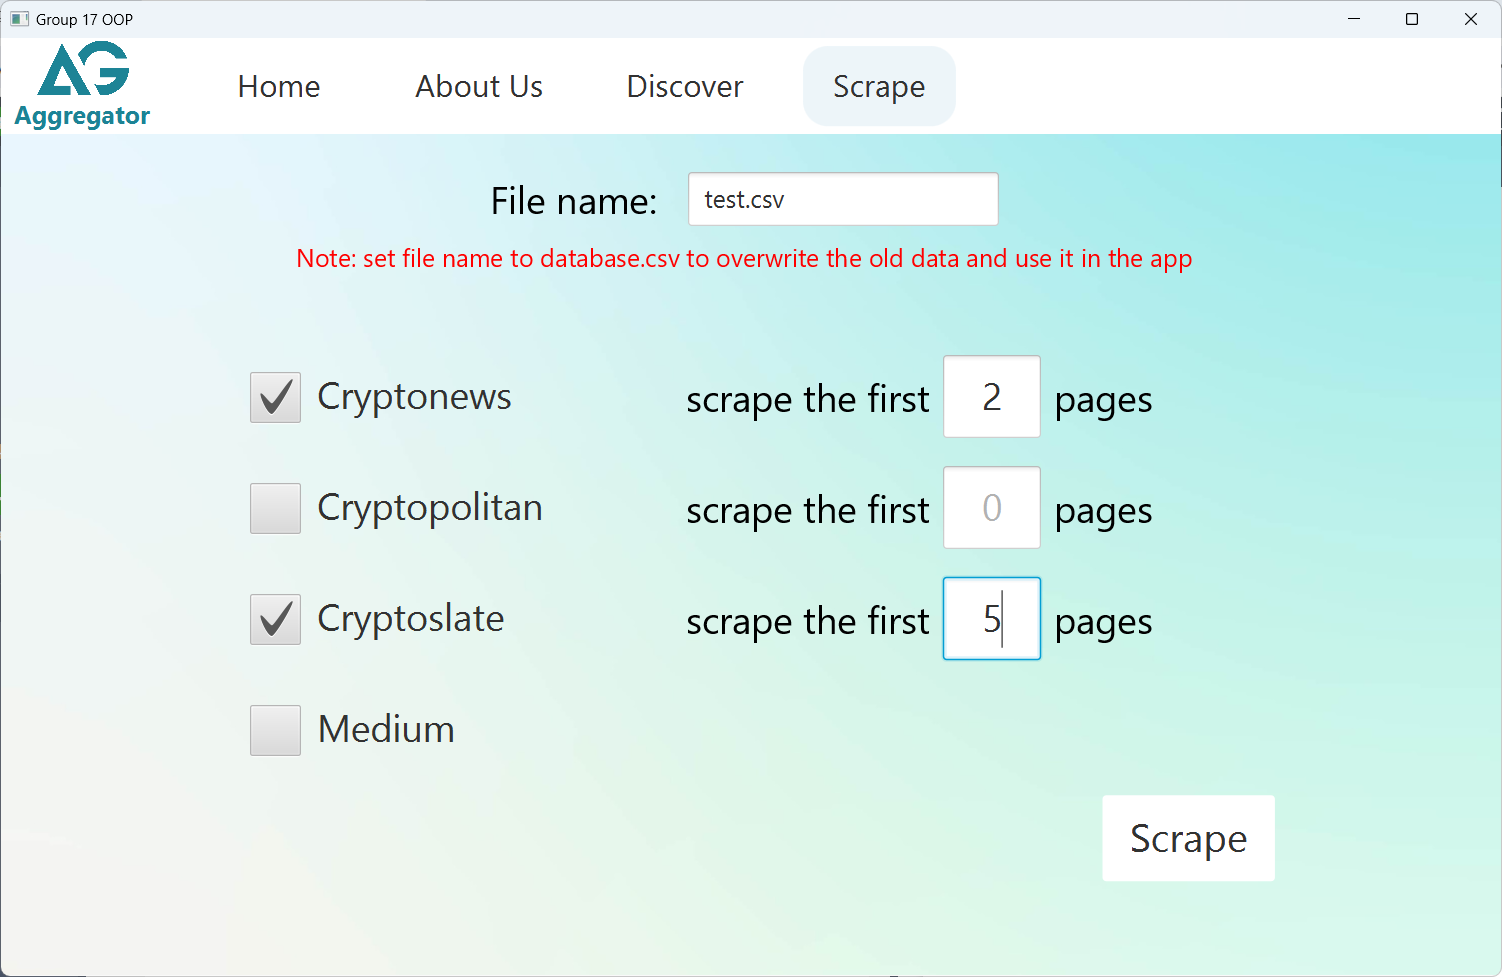 Group 17 OOP
AG
Aggregator
Home About Us Discover Scrape
File name: test.csv
Note: set file name to database.csv to overwrite the old data and use it in the app
Cryptonews scrape the first 2 pages
Cryptopolitan scrape the first 0 pages
Cryptoslate scrape the first 5 pages
Medium
Scrape